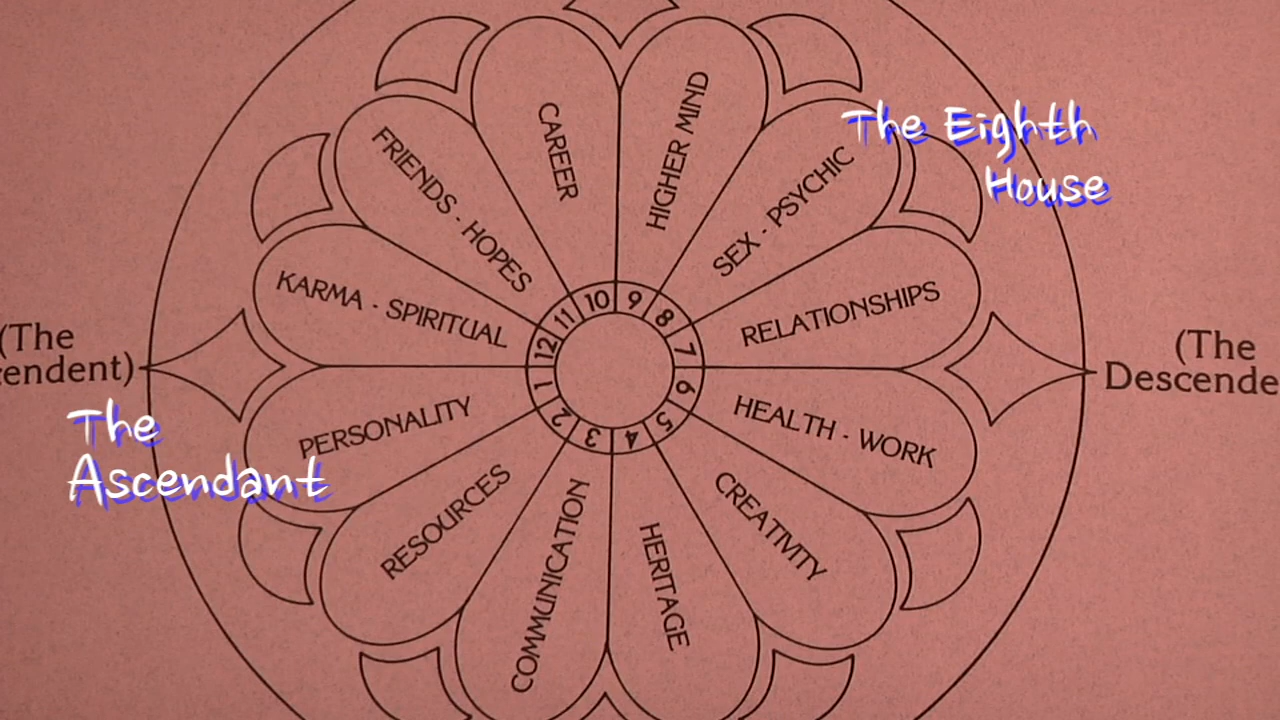 CAREER
HIGHER MIND
The Eighth
House
FRIENDS - HOPES
SEX - PSYCHIC
KARMA - SPIRITUAL
RELATIONSHIPS
10
9
11
8
12
7
(The
cendent)
(The
Descende
1
6
2
5
3
4
The
Ascendant
PERSONALITY
HEALTH - WORK
RESOURCES
CREATIVITY
COMMUNICATION
HERITAGE